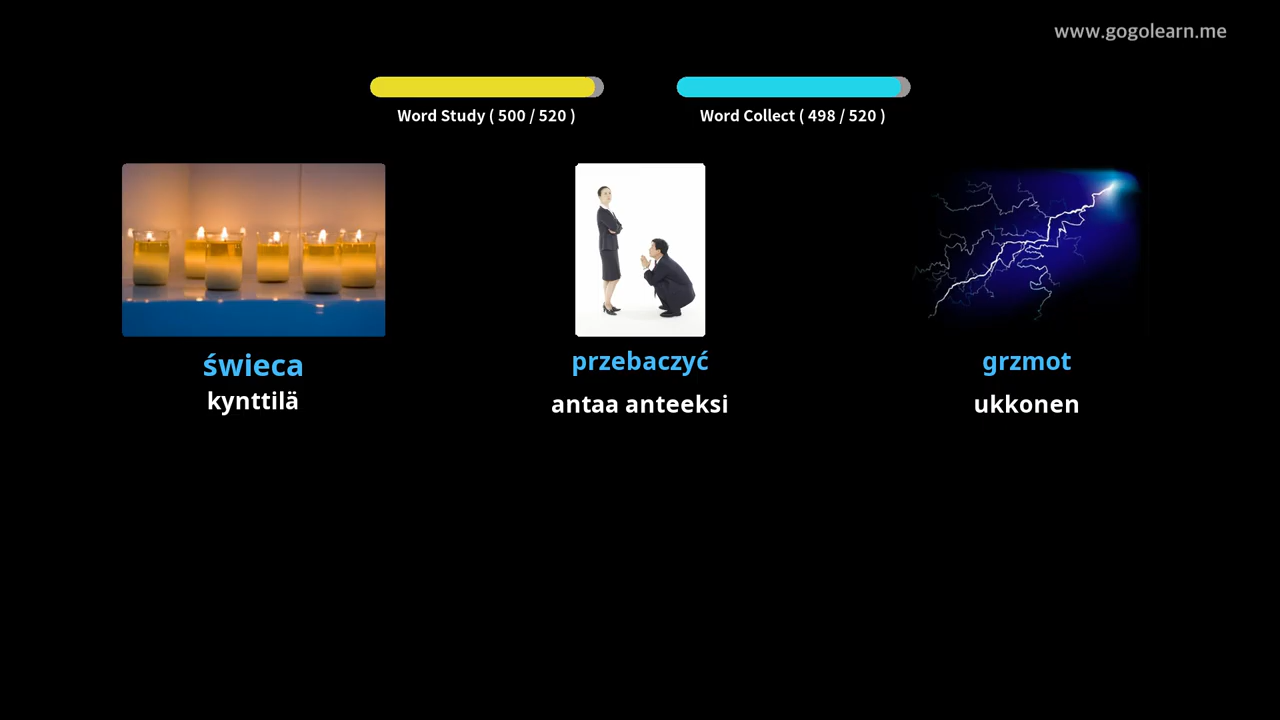 www.gogolearn.me
Word Study ( 500 / 520 )
Word Collect ( 498 / 520 )
świeca
kynttilä
przebaczyć
antaa anteeksi
grzmot
ukkonen